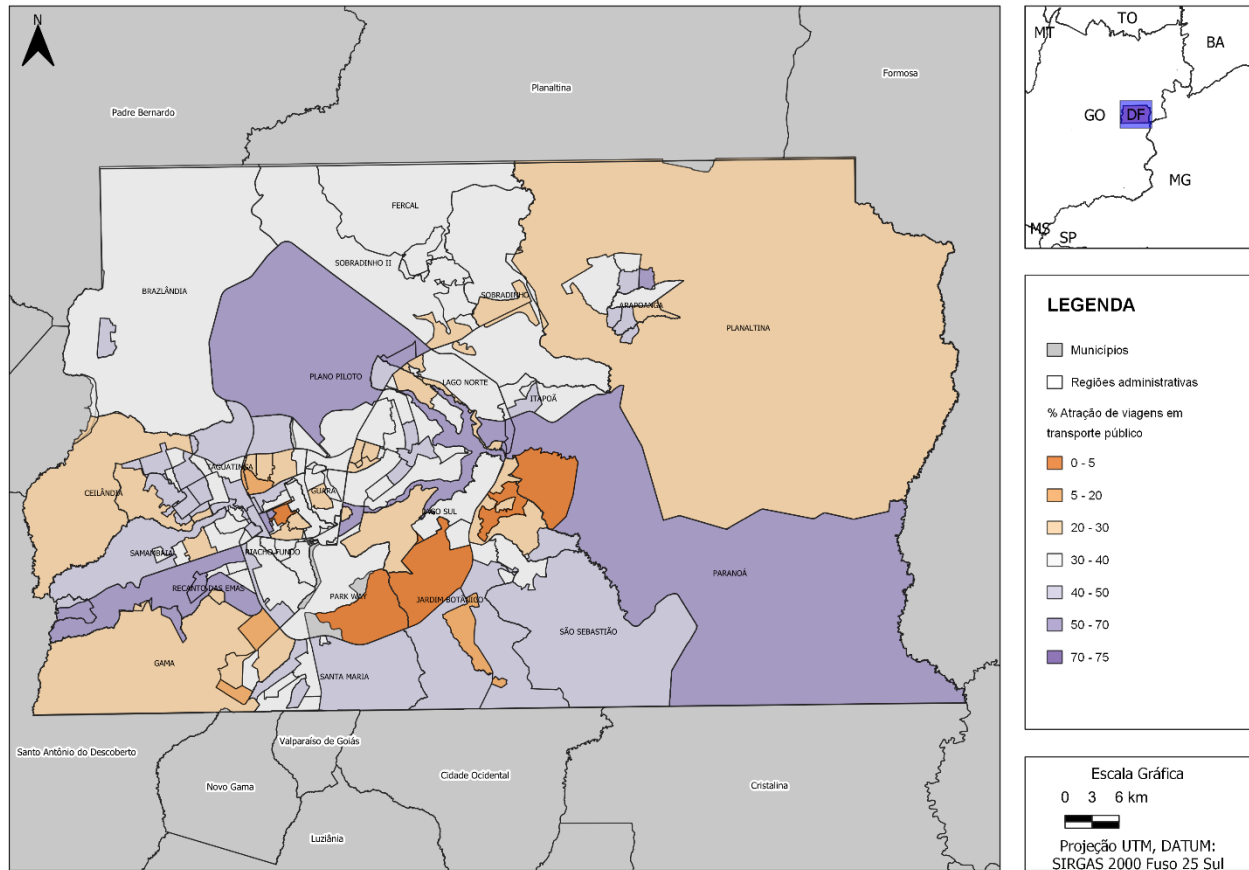 N
Formosa
Planaltina
Padre Bernardo
FERCAL
SOBRADINHO II
BRAZLÂNDIA
SOBRADINHO
ARAPOANGA
PLANALTINA
PLANO PILOTO
LAGO NORTE
ITAPOÃ
TAGUATINGA
CEILÂNDIA
GUARÁ
LAGO SUL
SAMAMBAIA
RIACHO FUNDO
RECANTO DAS EMAS
PARK WAY
JARDIM BOTÂNICO
PARANOÁ
SÃO SEBASTIÃO
GAMA
SANTA MARIA
Santo Antônio do Descoberto
Valparaíso de Goiás
Novo Gama
Cidade Ocidental
Cristalina
Luziânia
MT
TO
BA
GO
DF
MG
MS
SP
LEGENDA
Municípios
Regiões administrativas
% Atração de viagens em
transporte público
0 - 5
5 - 20
20 - 30
30 - 40
40 - 50
50 - 70
70 - 75
Escala Gráfica
0 3 6 km
Projeção UTM, DATUM:
SIRGAS 2000 Fuso 25 Sul